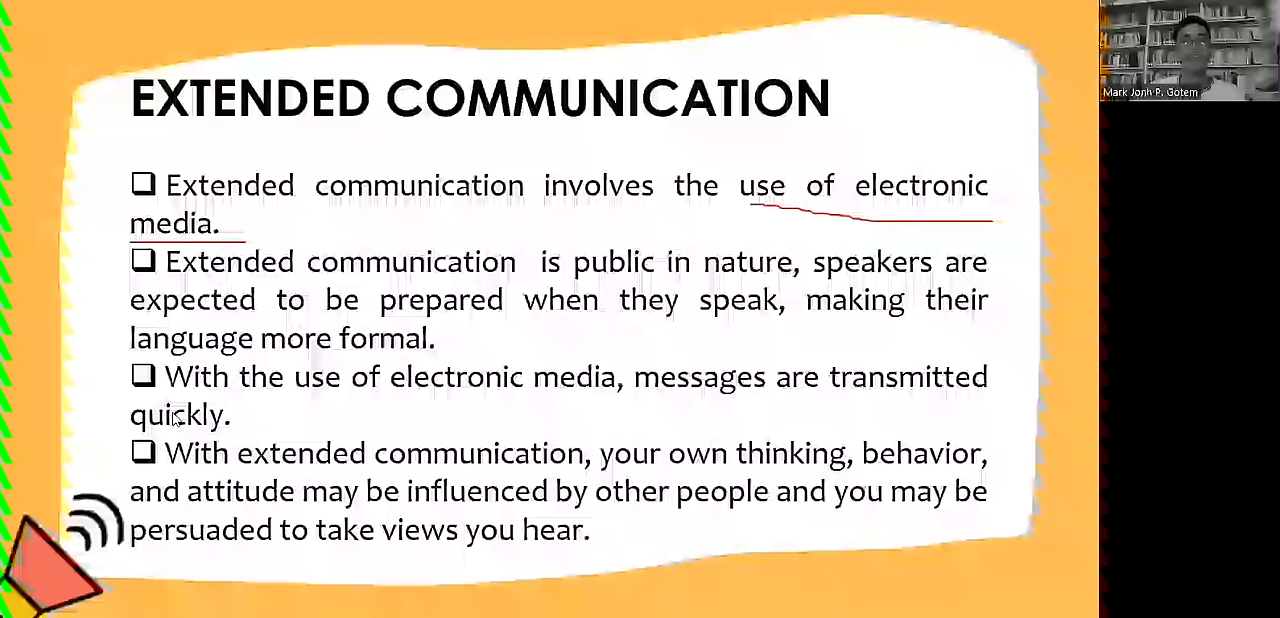 EXTENDED COMMUNICATION
❑ Extended communication involves the use of electronic
media.
❑ Extended communication is public in nature, speakers are
expected to be prepared when they speak, making their
language more formal.
❑ With the use of electronic media, messages are transmitted
quickly.
❑ With extended communication, your own thinking, behavior,
and attitude may be influenced by other people and you may be
persuaded to take views you hear.
Mark Jonh P. Gotem